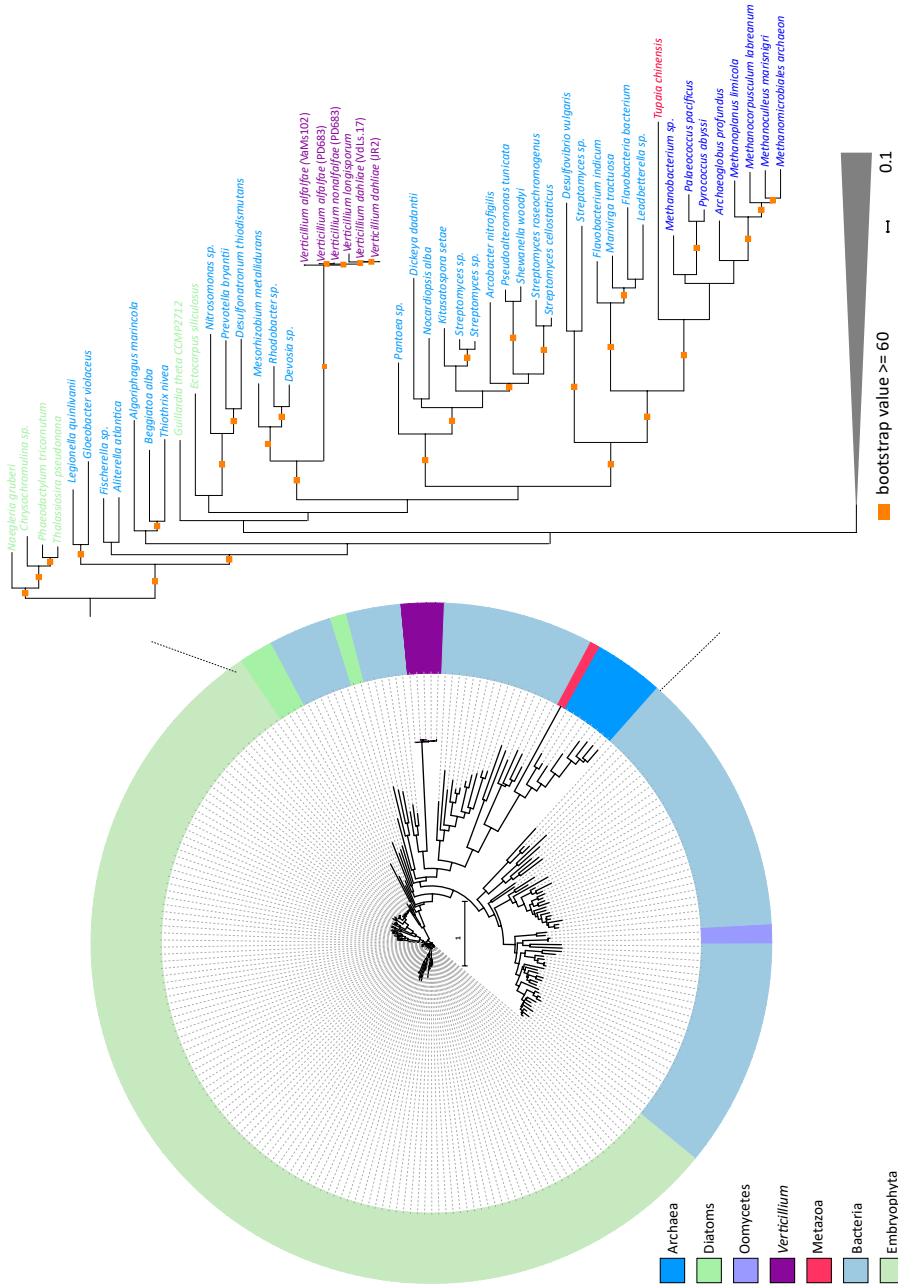 Naegleria gruberi
Chrysochromulina sp.
Phaeodactylum tricornutum
Thalassiosira pseudonana
Legionella quinlivanii
Gloeobacter violaceus
Fischerella sp.
Aliterella atlantica
Algoriphagus marincola
Beggiatoa alba
Thiothrix nivea
Guillardia theta CCMP2712
Ectocarpus siliculosus
Nitrosomonas sp.
Prevotella bryantii
Desulfonatronum thiodismutans
Mesorhizobium metallidurans
Rhodobacter sp.
Devosia sp.
Verticillium alfalfae (VaMs102)
Verticillium alfalfae (PD683)
Verticillium nonalfalfae (PD683)
Verticillium longisporum
Verticillium dahliae (VdLs.17)
Verticillium dahliae (JR2)
Pantoea sp.
Dickeya dadantii
Nocardiopsis alba
Kitasatospora setae
Streptomyces sp.
Streptomyces sp.
Arcobacter nitrofigilis
Pseudoalteromonas tunicata
Shewanella woodyi
Streptomyces roseochromogenus
Streptomyces cellostaticus
Desulfovibrio vulgaris
Streptomyces sp.
Flavobacterium indicum
Marivirga tractuosa
Flavobacteria bacterium
Leadbetterella sp.
Tupaia chinensis
Methanobacterium sp.
Palaeococcus pacificus
Pyrococcus abyssi
Archaeoglobus profundus
Methanoplanus limicola
Methanocorpusculum labreanum
Methanoculleus marisnigri
Methanomicrobiales archaeon
bootstrap value >= 60
0.1
1
Archaea
Diatoms
Oomycetes
Verticillium
Metazoa
Bacteria
Embryophyta